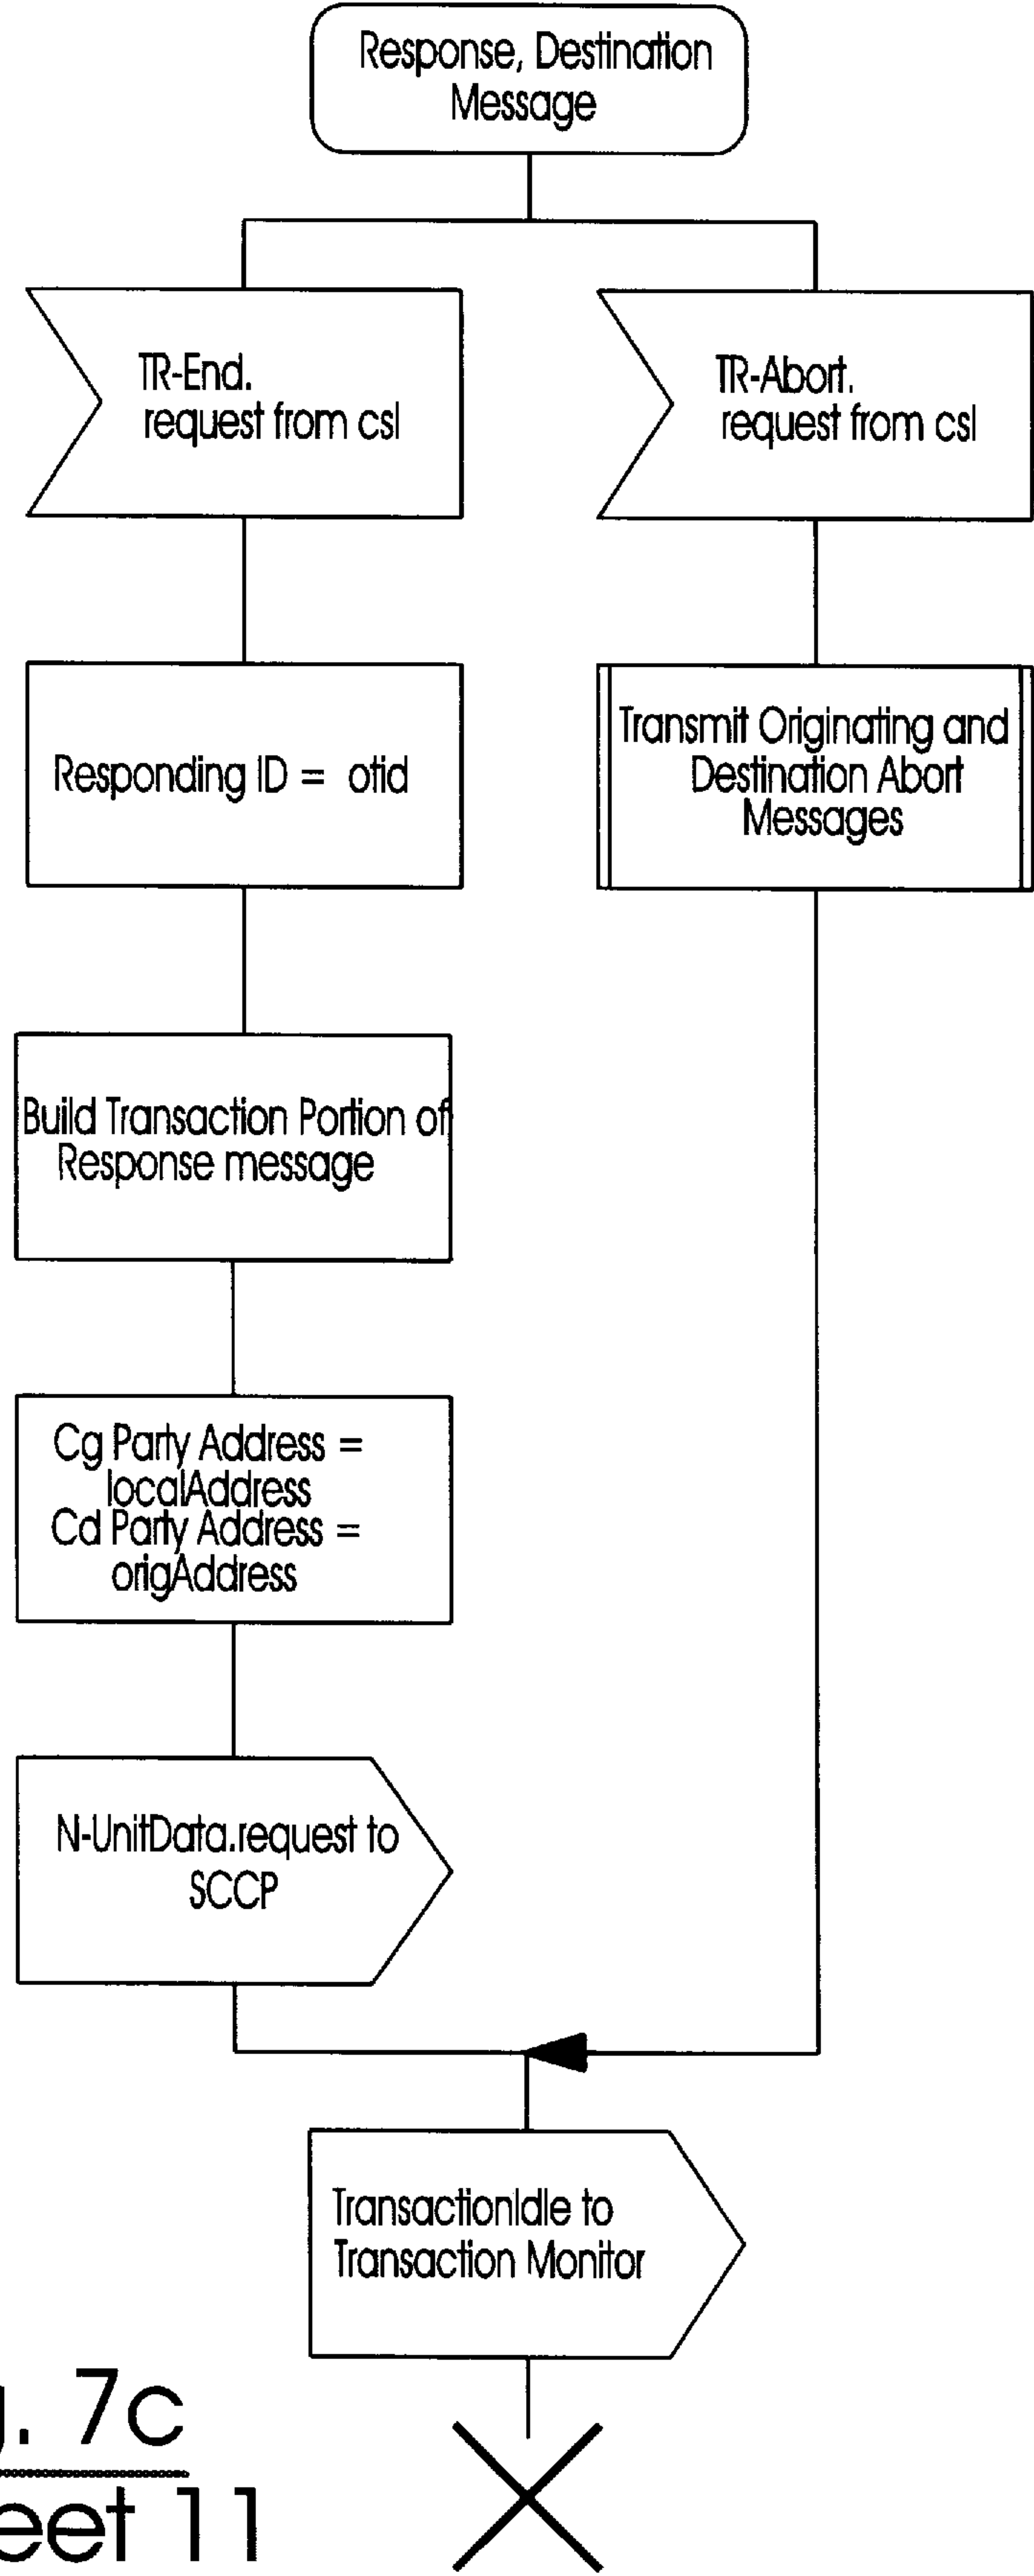 Response, Destination
Message
TR-End.
request from csl
TR-Abort.
request from csl
Responding ID = otid
Transmit Originating and
Destination Abort
Messages
Build Transaction Portion of
Response message
Cg Party Address =
localAddress
Cd Party Address =
origAddress
N-UnitData.request to
SCCP
TransactionIdle to
Transaction Monitor
g. 7c
eet 11